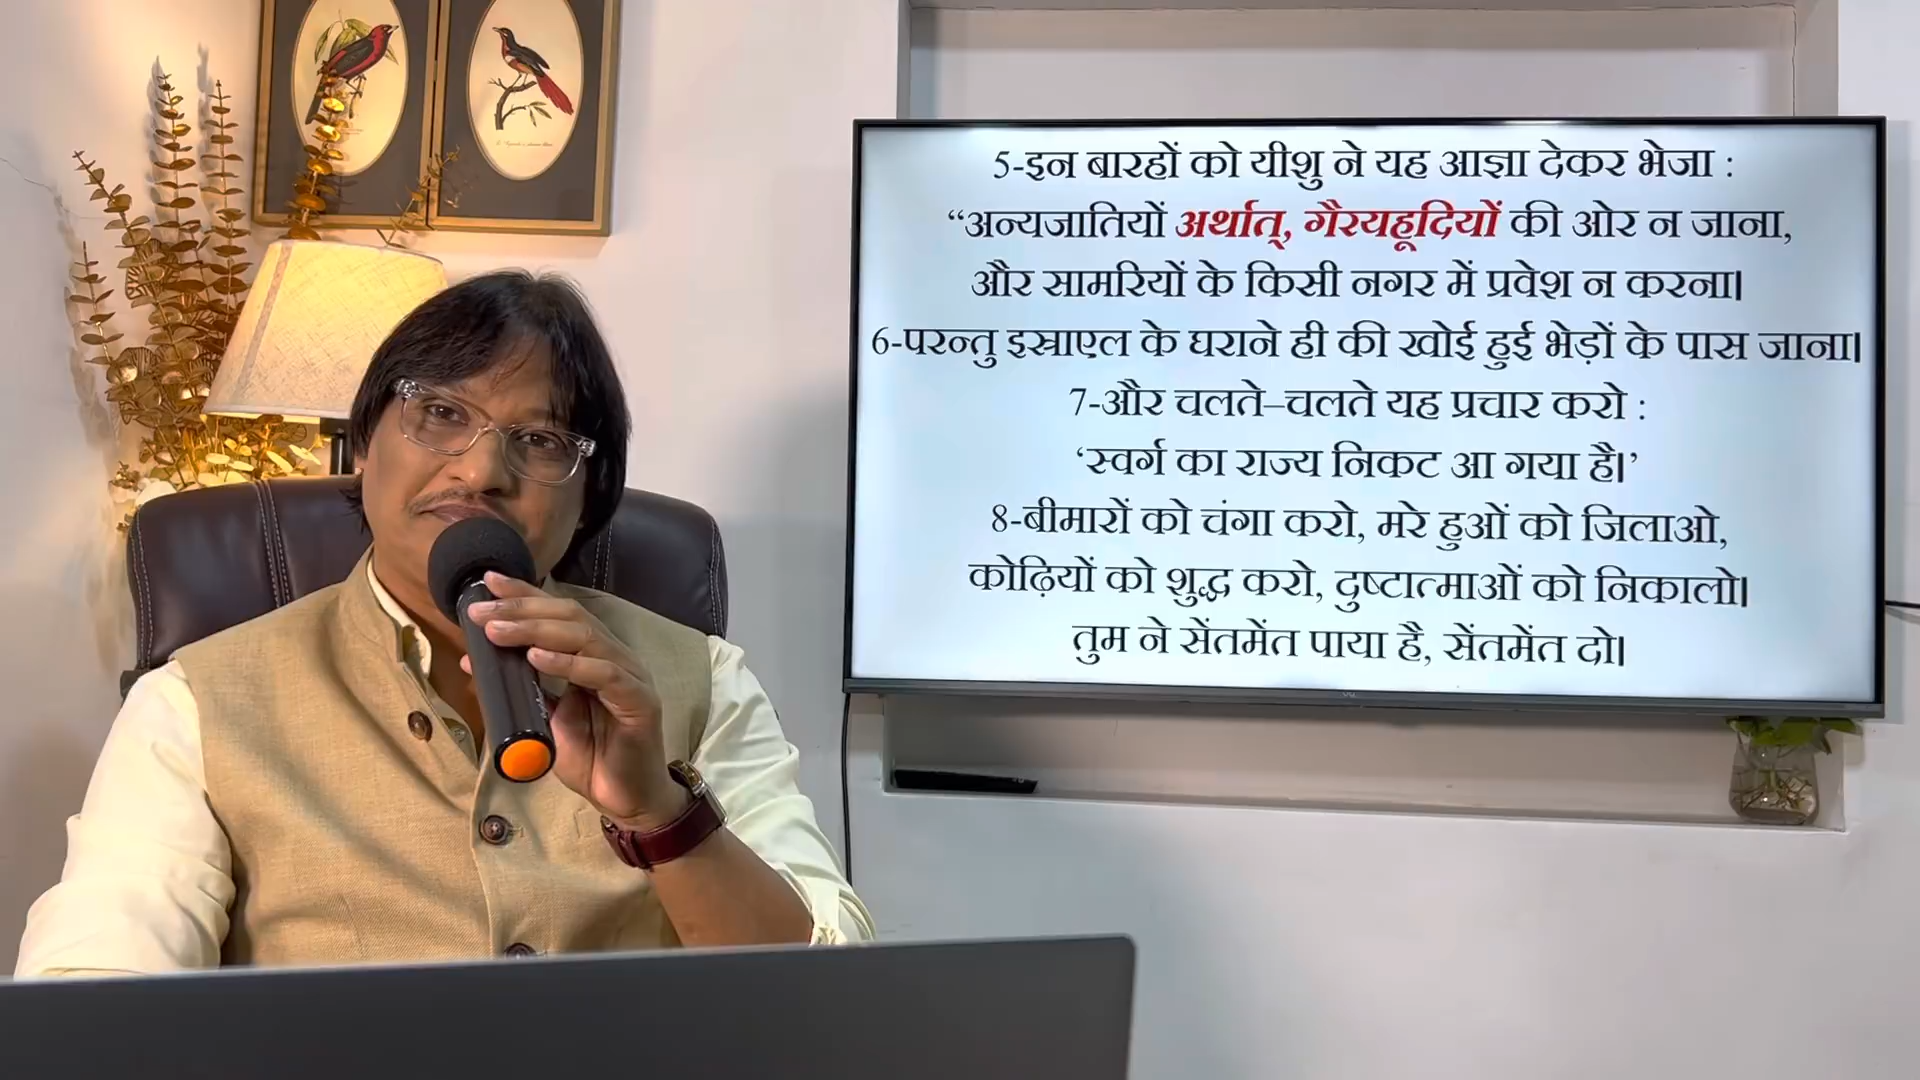 5-इन बारहों को यीशु ने यह आज्ञा देकर भेजा :
“अन्यजातियों अर्थात्, गैरयहूदियों की ओर न जाना,
और सामरियों के किसी नगर में प्रवेश न करना।
6-परन्तु इस्राएल के घराने ही की खोई हुई भेड़ों के पास जाना।
7-और चलते–चलते यह प्रचार करो :
‘स्वर्ग का राज्य निकट आ गया है।’
8-बीमारों को चंगा करो, मरे हुओं को जिलाओ,
कोढ़ियों को शुद्ध करो, दुष्टात्माओं को निकालो।
तुम ने सेंतमेंत पाया है, सेंतमेंत दो।